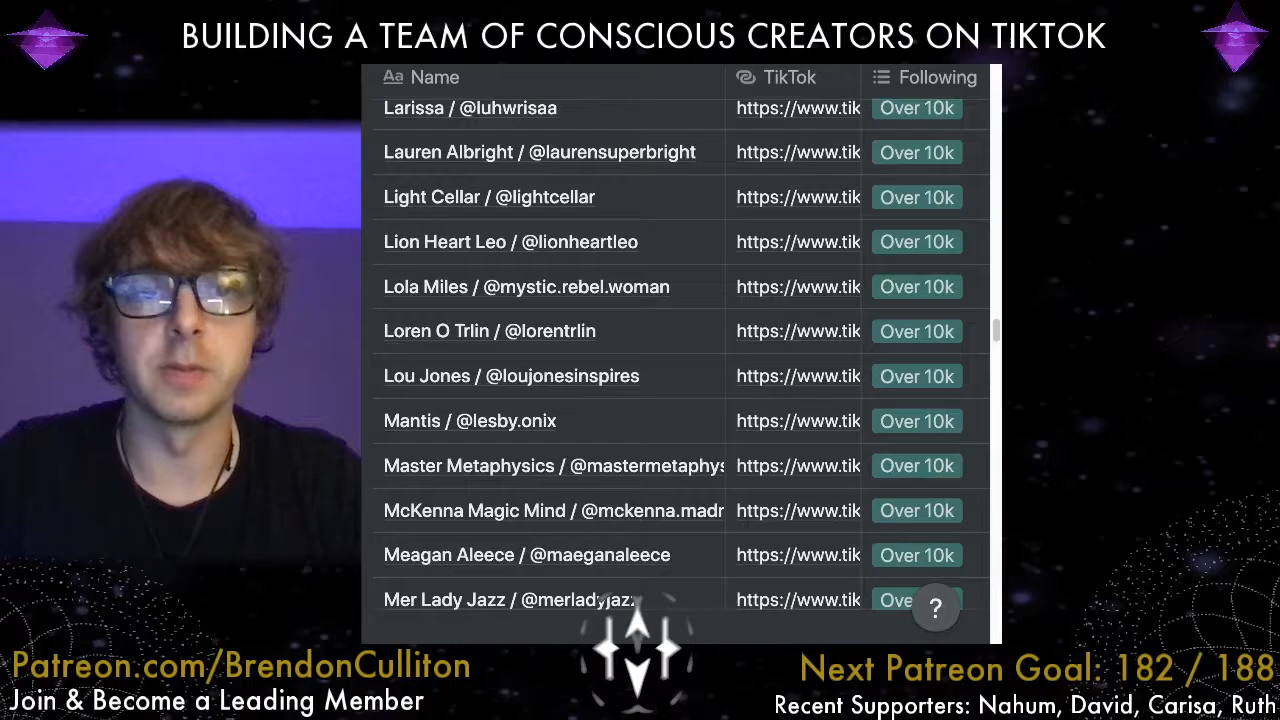 BUILDING A TEAM OF CONSCIOUS CREATORS ON TIKTOK
Aa Name TikTok Following
Larissa / @luhwrisaa https://www.tik Over 10k
Lauren Albright / @laurensuperbright https://www.tik Over 10k
Light Cellar / @lightcellar https://www.tik Over 10k
Lion Heart Leo / @lionheartleo https://www.tik Over 10k
Lola Miles / @mystic.rebel.woman https://www.tik Over 10k
Loren O Trlin / @lorentrlin https://www.tik Over 10k
Lou Jones / @loujonesinspires https://www.tik Over 10k
Mantis / @lesby.onix https://www.tik Over 10k
Master Metaphysics / @mastermetaphys https://www.tik Over 10k
McKenna Magic Mind / @mckenna.madr https://www.tik Over 10k
Meagan Aleece / @maeganaleece https://www.tik Over 10k
Mer Lady Jazz / @merladyjazz https://www.tik Ove
?
Patreon.com/BrendonCulliton
Join & Become a Leading Member
Next Patreon Goal: 182 / 188
Recent Supporters: Nahum, David, Carisa, Ruth